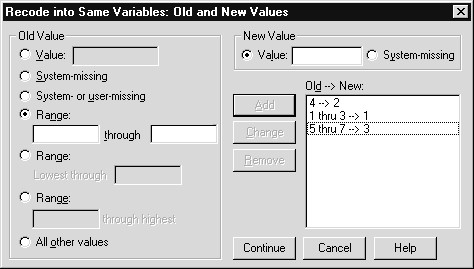 Recode into Same Variables: Old and New Values
Old Value
Value:
System-missing
System- or user-missing
Range:
through
Range:
Lowest through
Range:
through highest
All other values
New Value
Value:
System-missing
Old --> New:
Add
Change
Remove
4 --> 2
1 thru 3 --> 1
5 thru 7 --> 3
Continue
Cancel
Help